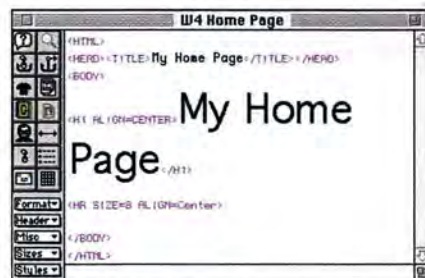 W4 Home Page
<HTML>
<HEAD><TITLE>My Home Page</TITLE></HEAD>
<BODY>
<H1 ALIGN=CENTER>My Home
Page</H1>
<HR SIZE=8 ALIGN=Center>
</BODY>
</HTML>
Format
Header
Misc
Sizes
Styles